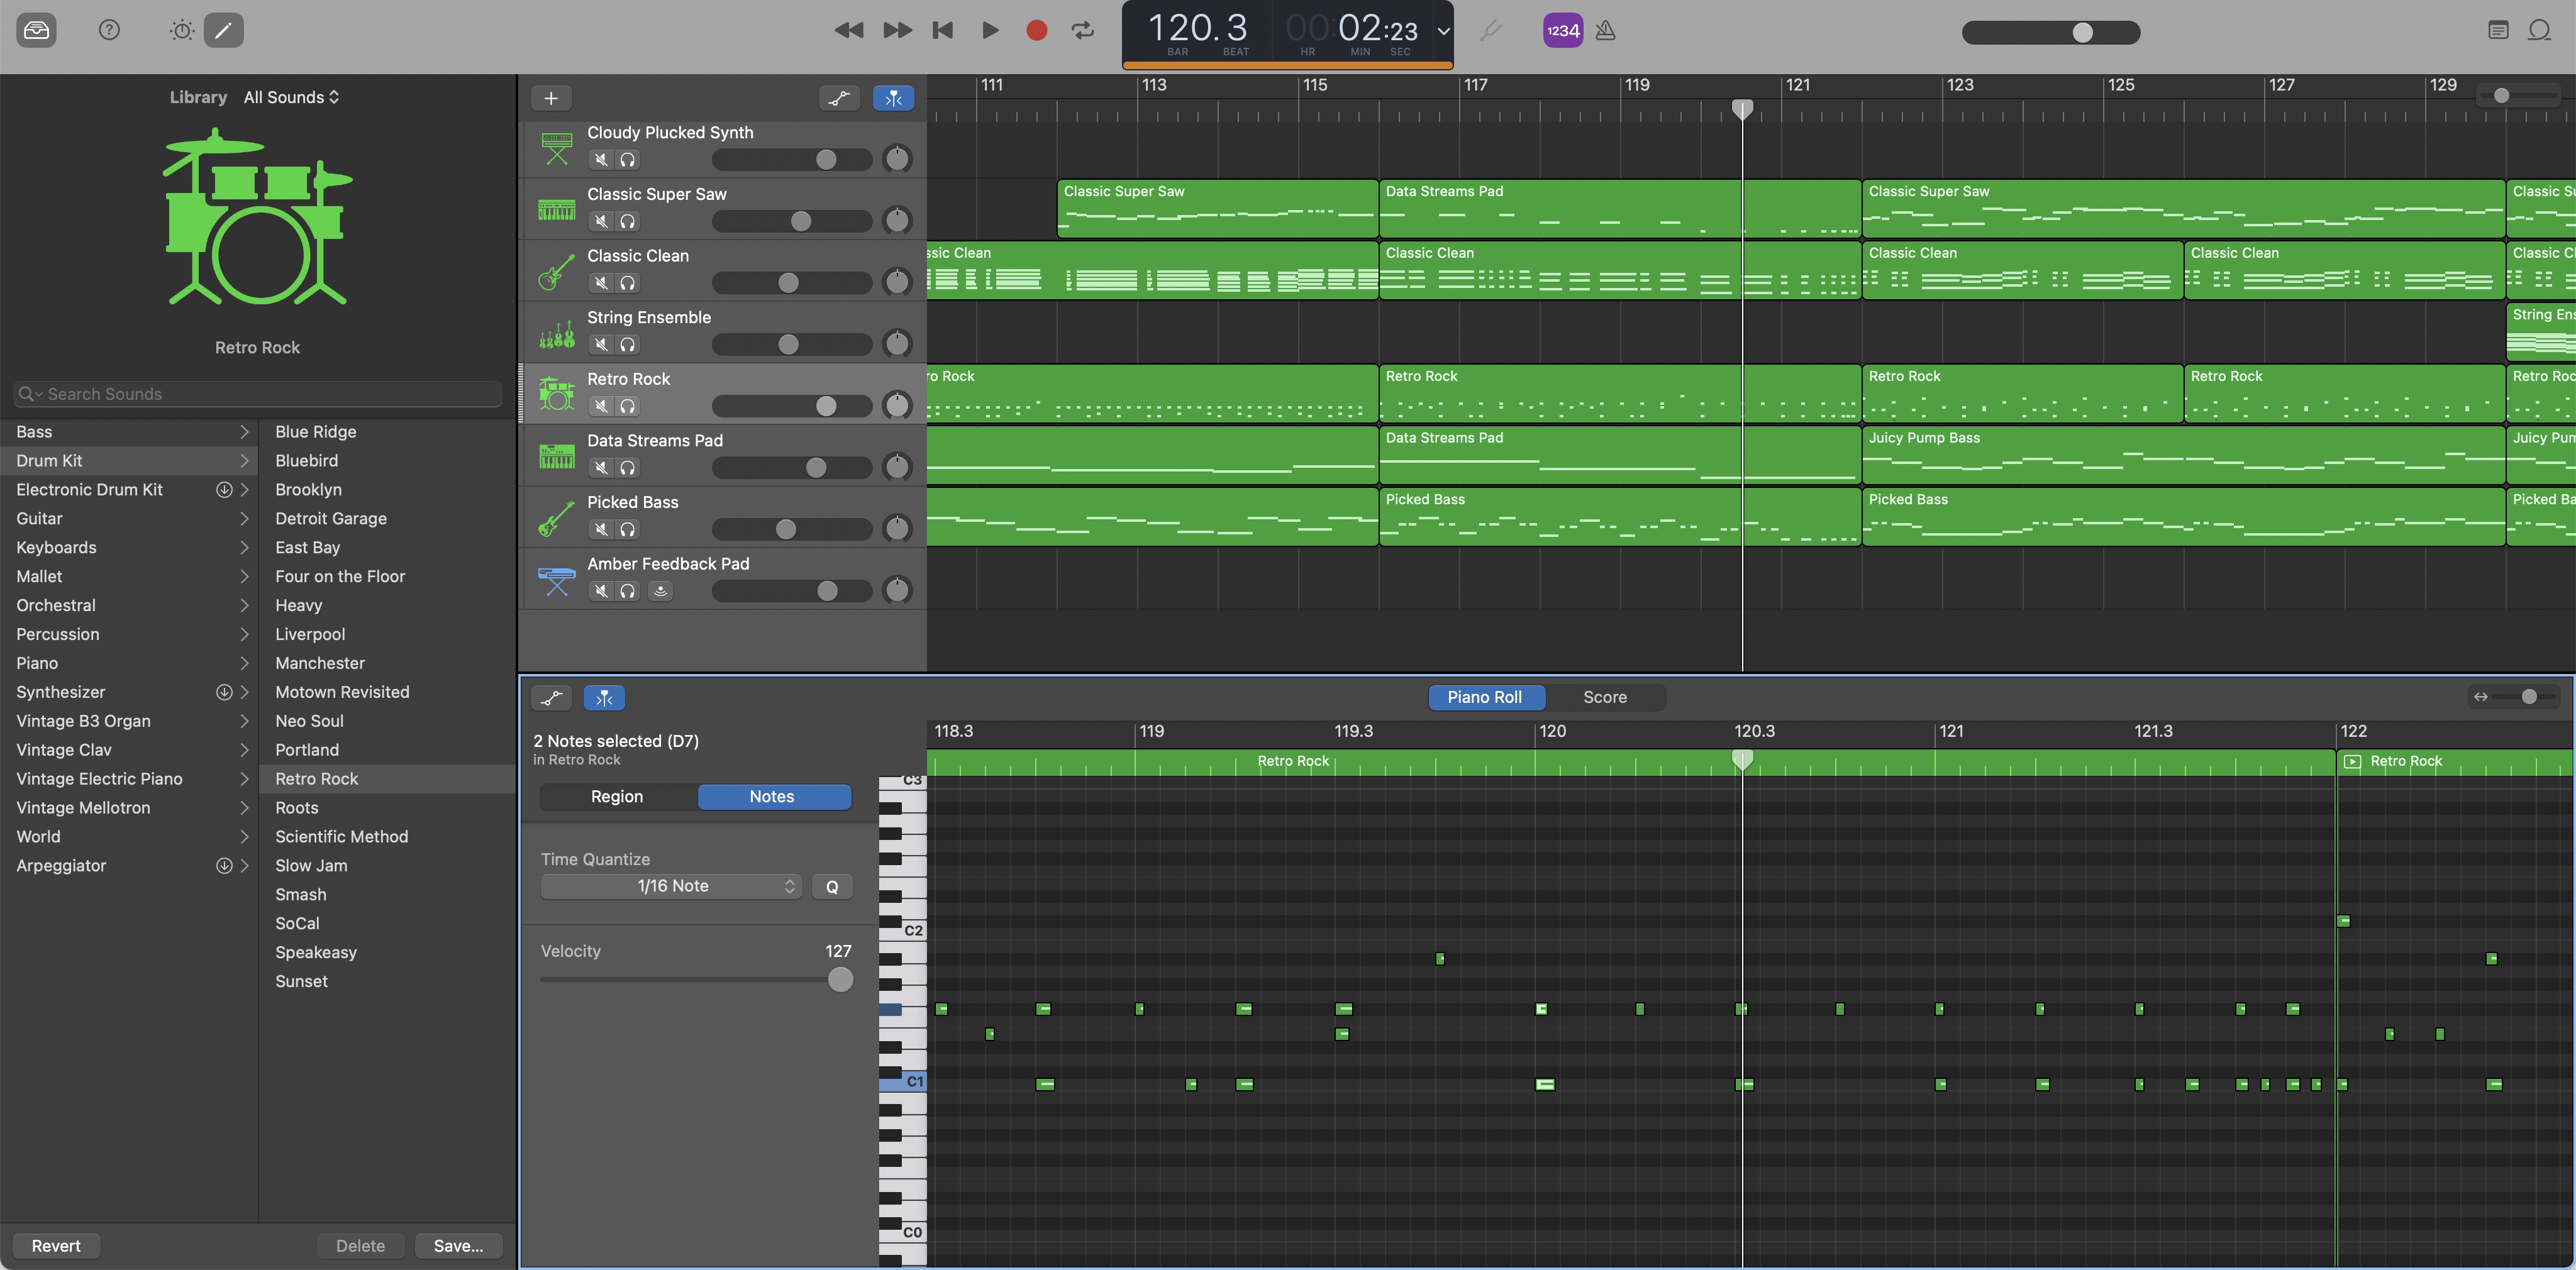 120.3
00:02:23
BAR BEAT HR MIN SEC
1234
Library All Sounds
Retro Rock
Search Sounds
Bass
Drum Kit
Electronic Drum Kit
Guitar
Keyboards
Mallet
Orchestral
Percussion
Piano
Synthesizer
Vintage B3 Organ
Vintage Clav
Vintage Electric Piano
Vintage Mellotron
World
Arpeggiator
Blue Ridge
Bluebird
Brooklyn
Detroit Garage
East Bay
Four on the Floor
Heavy
Liverpool
Manchester
Motown Revisited
Neo Soul
Portland
Retro Rock
Roots
Scientific Method
Slow Jam
Smash
SoCal
Speakeasy
Sunset
Revert Delete Save...
111 113 115 117 119 121 123 125 127 129
Cloudy Plucked Synth
Classic Super Saw
Classic Super Saw Data Streams Pad Classic Super Saw Classic Su
Classic Clean
ssic Clean Classic Clean Classic Clean Classic Clean Classic Cl
String Ensemble
String Ens
Retro Rock
ro Rock Retro Rock Retro Rock Retro Rock Retro Roc
Data Streams Pad
Data Streams Pad Juicy Pump Bass Juicy Pum
Picked Bass
Picked Bass Picked Bass Picked Ba
Amber Feedback Pad
Piano Roll Score
118.3 119 119.3 120 120.3 121 121.3 122
2 Notes selected (D7)
in Retro Rock
Retro Rock Retro Rock
Region Notes
Time Quantize
1/16 Note Q
Velocity 127
C3
C2
C1
C0